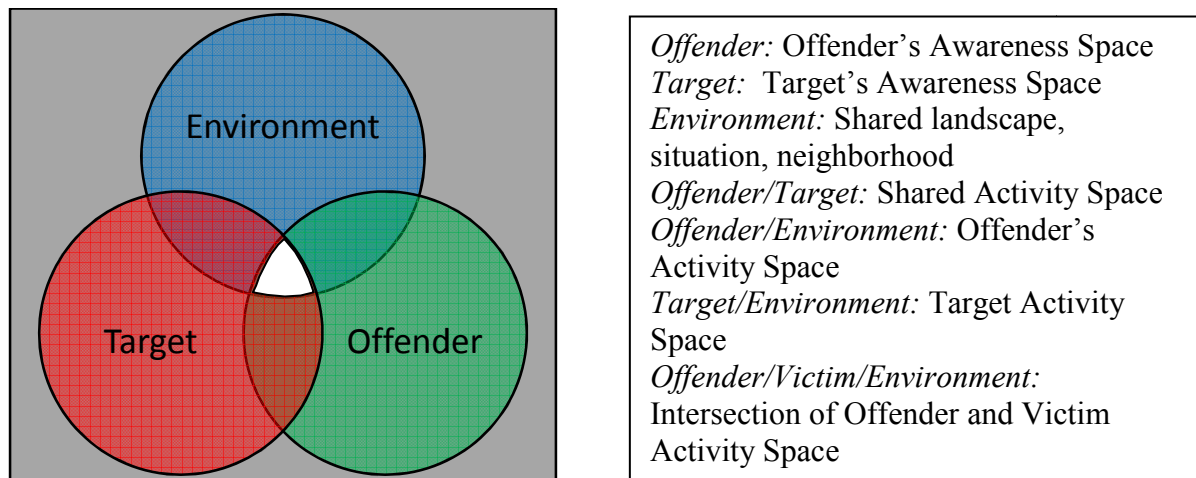 Environment
Target
Offender
Offender: Offender’s Awareness Space
Target: Target’s Awareness Space
Environment: Shared landscape,
situation, neighborhood
Offender/Target: Shared Activity Space
Offender/Environment: Offender’s
Activity Space
Target/Environment: Target Activity
Space
Offender/Victim/Environment:
Intersection of Offender and Victim
Activity Space